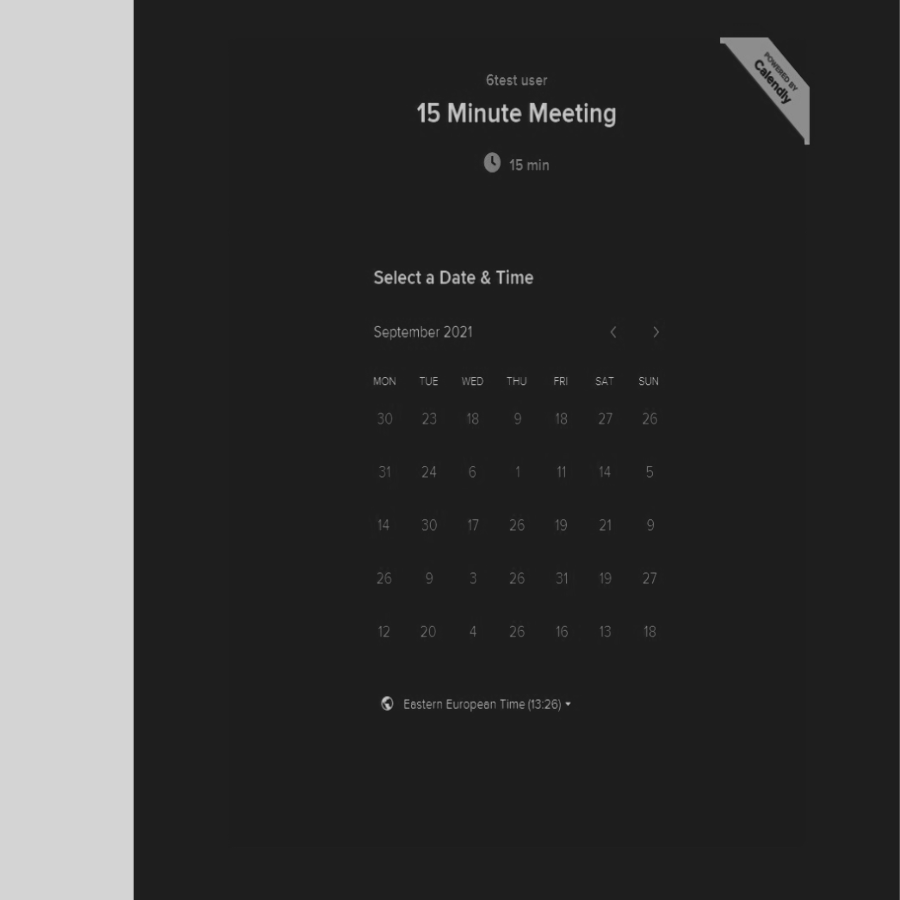 POWERED BY
Calendly
6test user
15 Minute Meeting
15 min
Select a Date & Time
September 2021
MON TUE WED THU FRI SAT SUN
30 23 18 9 18 27 26
31 24 6 1 11 14 5
14 30 17 26 19 21 9
26 9 3 26 31 19 27
12 20 4 26 16 13 18
Eastern European Time (13:26)